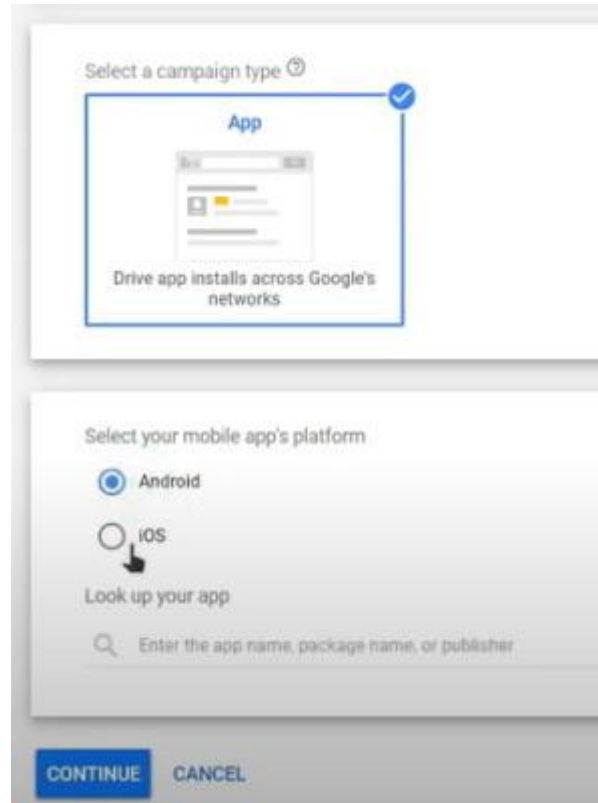 Select a campaign type
App
Drive app installs across Google's
networks
Select your mobile app's platform
Android
iOS
Look up your app
Enter the app name, package name, or publisher
CONTINUE CANCEL